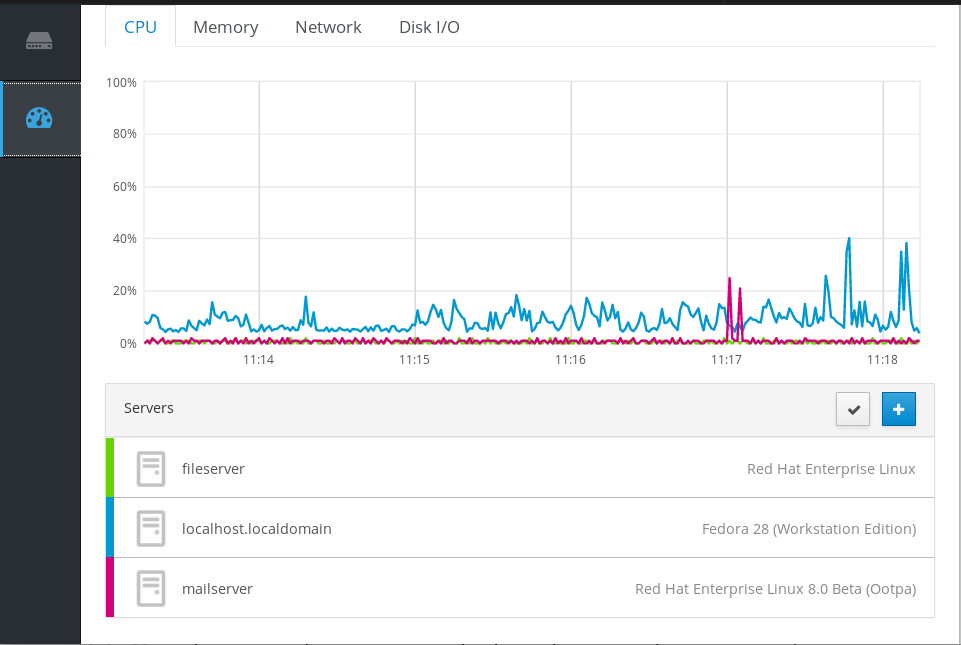 CPU Memory Network Disk I/O
100%
80%
60%
40%
20%
0%
11:14 11:15 11:16 11:17 11:18
Servers
fileserver Red Hat Enterprise Linux
localhost.localdomain Fedora 28 (Workstation Edition)
mailserver Red Hat Enterprise Linux 8.0 Beta (Ootpa)